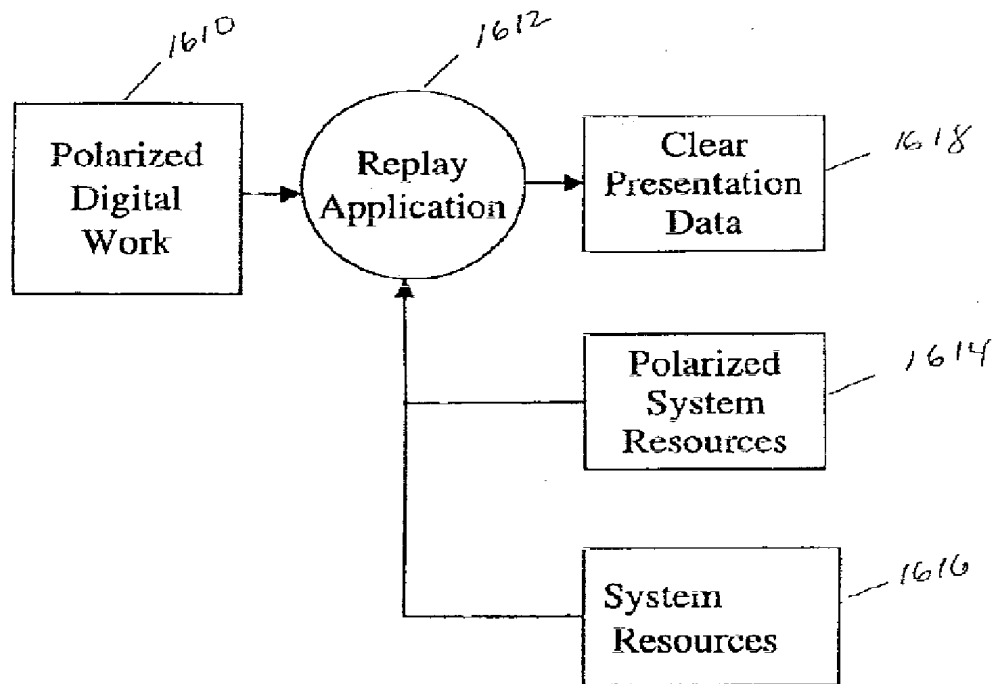 1610
1612
Polarized
Digital
Work
Replay
Application
Clear
Presentation
Data
1618
Polarized
System
Resources
1614
System
Resources
1616